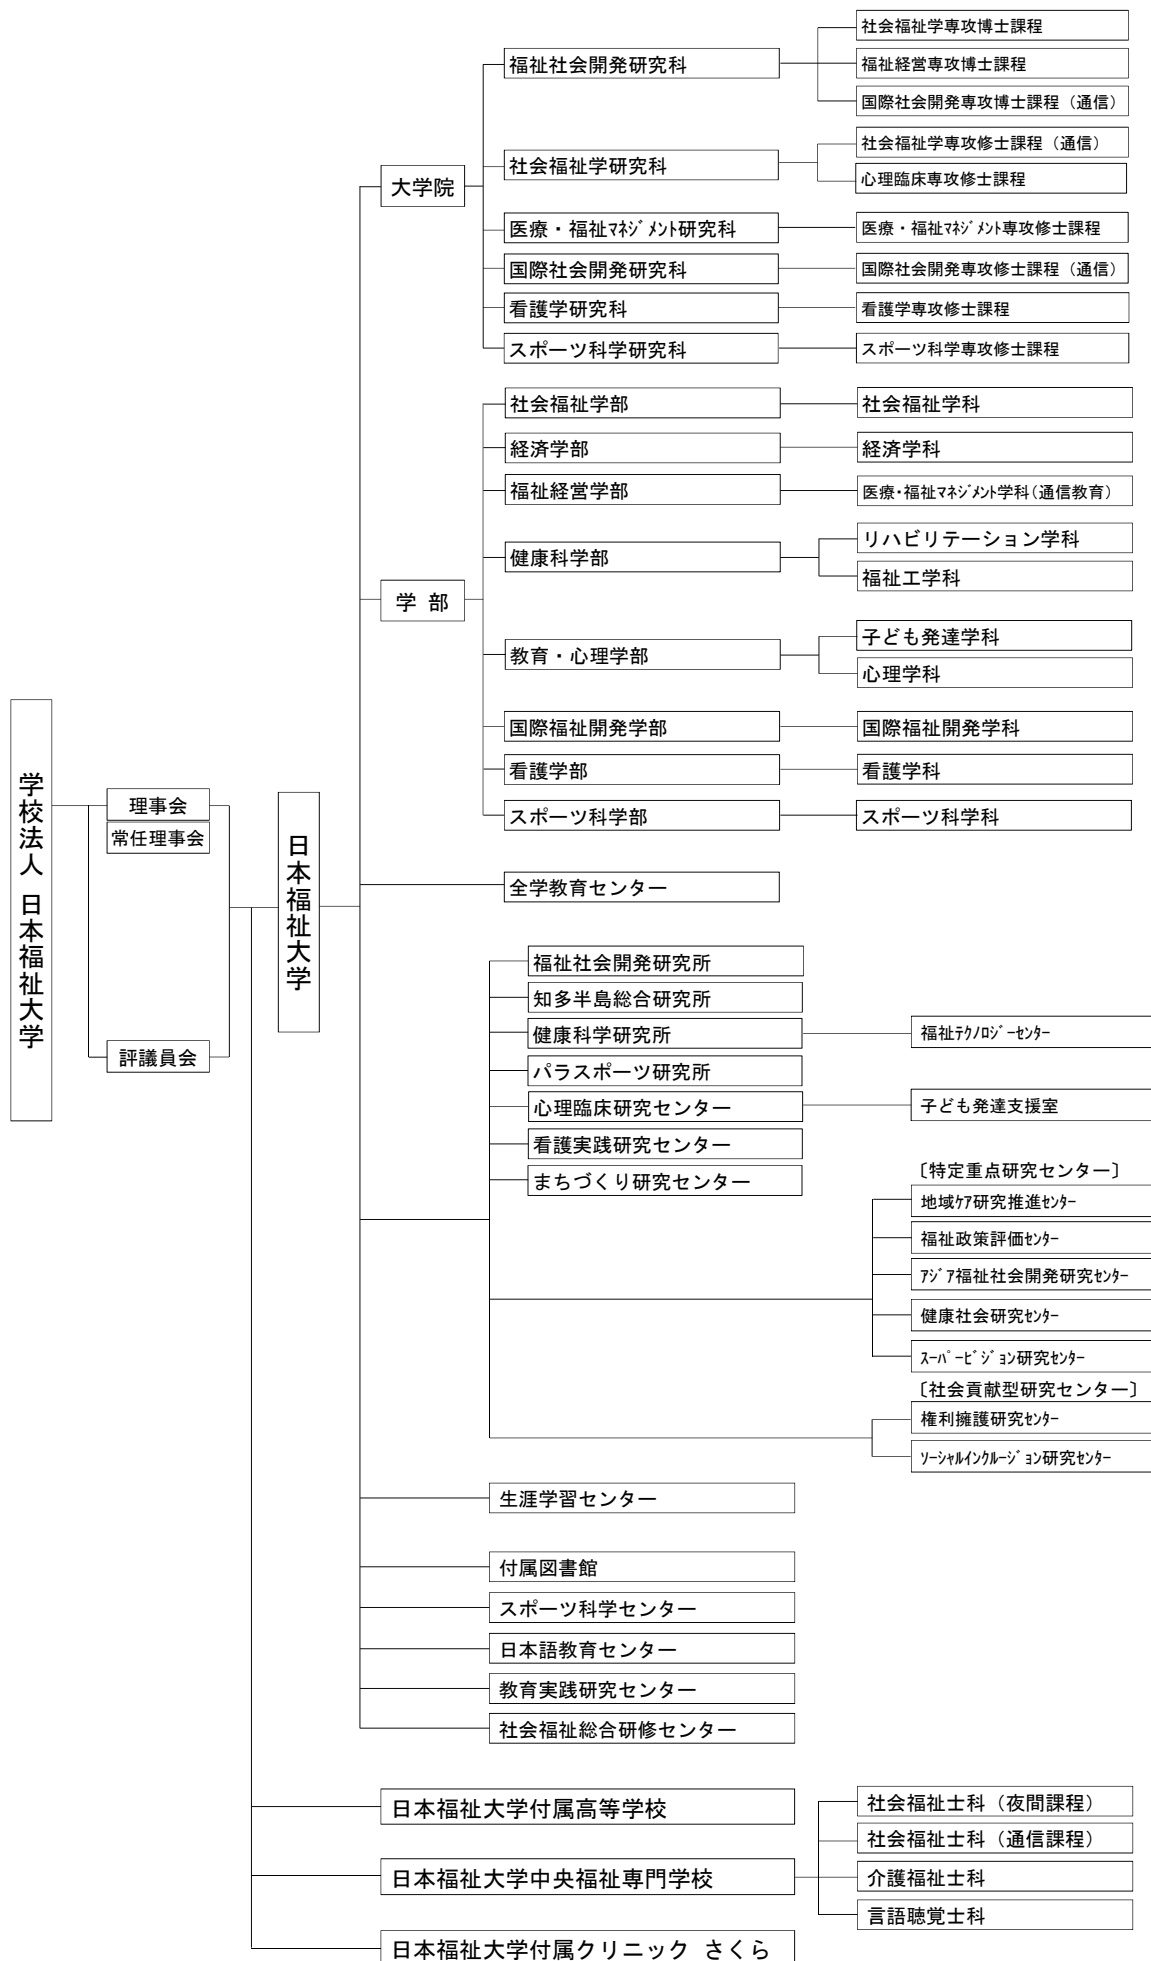 学校法人 日本福祉大学
理事会
常任理事会
評議員会
日本福祉大学
大学院
福祉社会開発研究科
社会福祉学専攻博士課程
福祉経営専攻博士課程
国際社会開発専攻博士課程（通信）
社会福祉学研究科
社会福祉学専攻修士課程（通信）
心理臨床専攻修士課程
医療・福祉ﾏﾈｼﾞﾒﾝﾄ研究科
医療・福祉ﾏﾈｼﾞﾒﾝﾄ専攻修士課程
国際社会開発研究科
国際社会開発専攻修士課程（通信）
看護学研究科
看護学専攻修士課程
スポーツ科学研究科
スポーツ科学専攻修士課程
学 部
社会福祉学部
社会福祉学科
経済学部
経済学科
福祉経営学部
医療･福祉ﾏﾈｼﾞﾒﾝﾄ学科（通信教育）
健康科学部
リハビリテーション学科
福祉工学科
教育・心理学部
子ども発達学科
心理学科
国際福祉開発学部
国際福祉開発学科
看護学部
看護学科
スポーツ科学部
スポーツ科学科
全学教育センター
福祉社会開発研究所
知多半島総合研究所
健康科学研究所
福祉ﾃｸﾉﾛｼﾞｰｾﾝﾀｰ
パラスポーツ研究所
心理臨床研究センター
子ども発達支援室
看護実践研究センター
まちづくり研究センター
〔特定重点研究センター〕
地域ｹｱ研究推進ｾﾝﾀｰ
福祉政策評価ｾﾝﾀｰ
ｱｼﾞｱ福祉社会開発研究ｾﾝﾀｰ
健康社会研究ｾﾝﾀｰ
ｽｰﾊﾟｰﾋﾞｼﾞｮﾝ研究ｾﾝﾀｰ
〔社会貢献型研究センター〕
権利擁護研究ｾﾝﾀｰ
ｿｰｼｬﾙｲﾝｸﾙｰｼﾞｮﾝ研究ｾﾝﾀｰ
生涯学習センター
付属図書館
スポーツ科学センター
日本語教育センター
教育実践研究センター
社会福祉総合研修センター
日本福祉大学付属高等学校
日本福祉大学中央福祉専門学校
社会福祉士科（夜間課程）
社会福祉士科（通信課程）
介護福祉士科
言語聴覚士科
日本福祉大学付属クリニック さくら